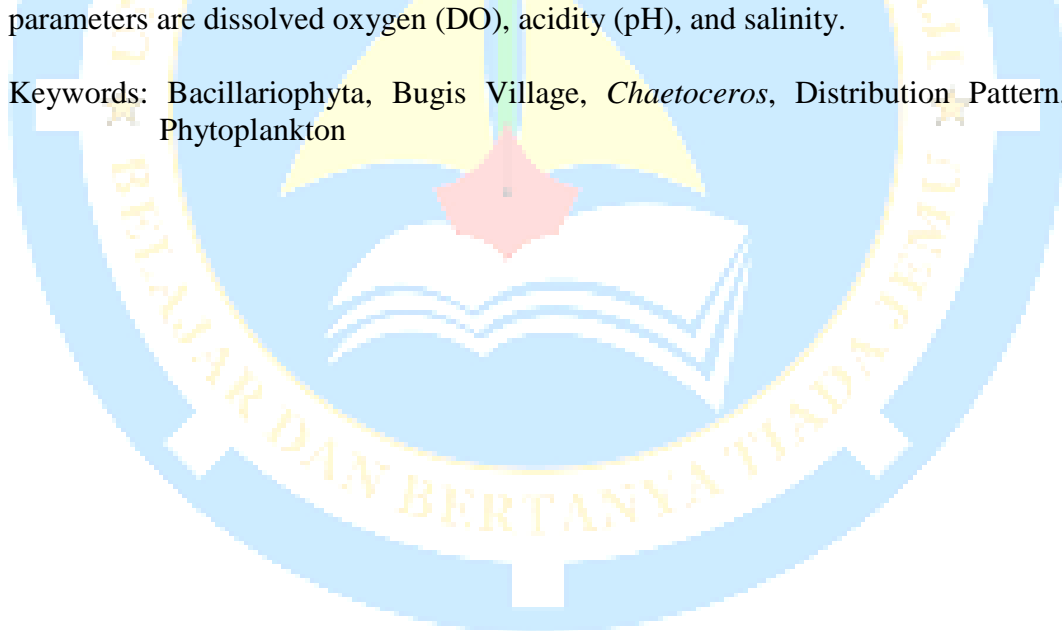 parameters are dissolved oxygen (DO), acidity (pH), and salinity.
Keywords: Bacillariophyta, Bugis Village, Chaetoceros, Distribution Pattern,
Phytoplankton
BELAJAR DAN BERTANYA TIADA JEMU